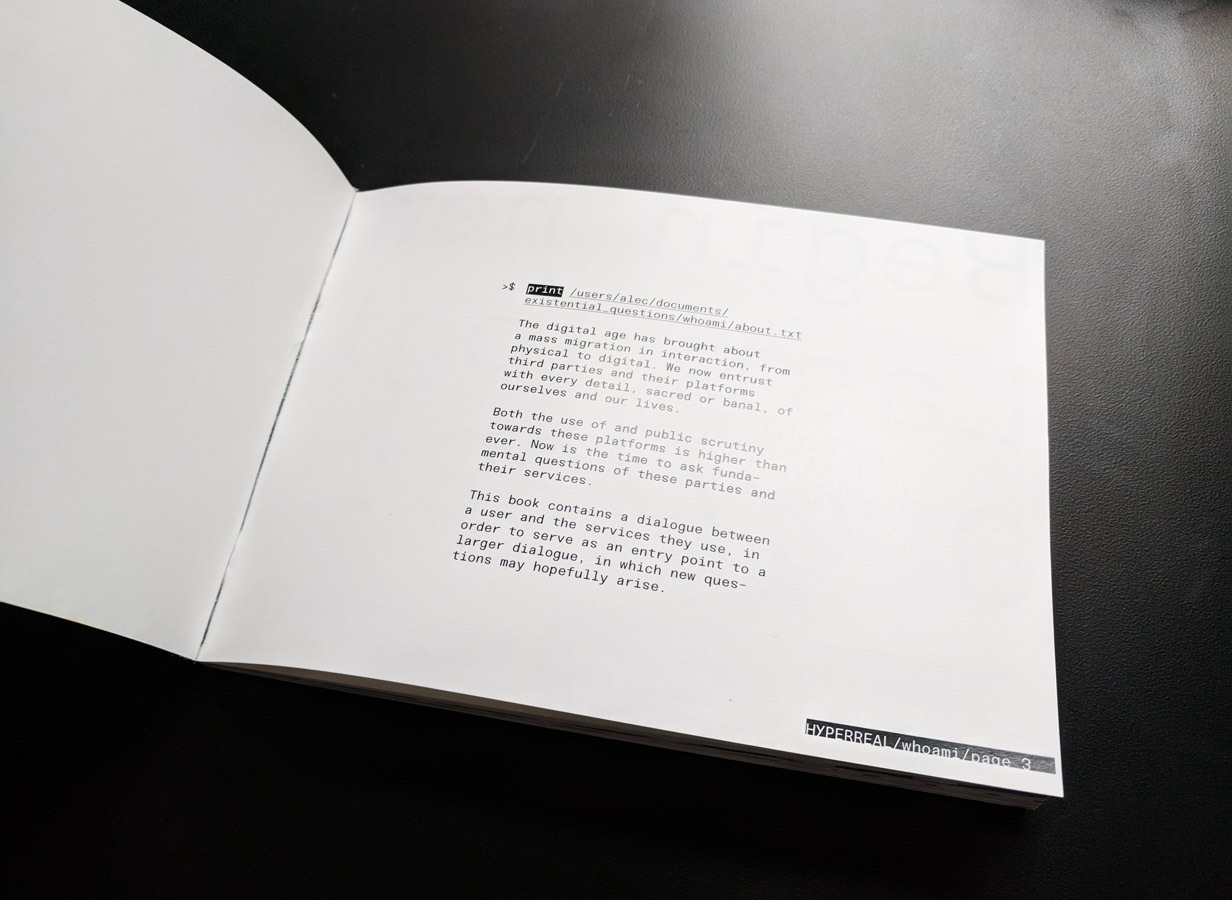 >$ print /users/alec/documents/
existential_questions/whoami/about.txt
The digital age has brought about
a mass migration in interaction, from
physical to digital. We now entrust
third parties and their platforms
with every detail, sacred or banal, of
ourselves and our lives.
Both the use of and public scrutiny
towards these platforms is higher than
ever. Now is the time to ask funda-
mental questions of these parties and
their services.
This book contains a dialogue between
a user and the services they use, in
order to serve as an entry point to a
larger dialogue, in which new ques-
tions may hopefully arise.
HYPERREAL/whoami/page_3